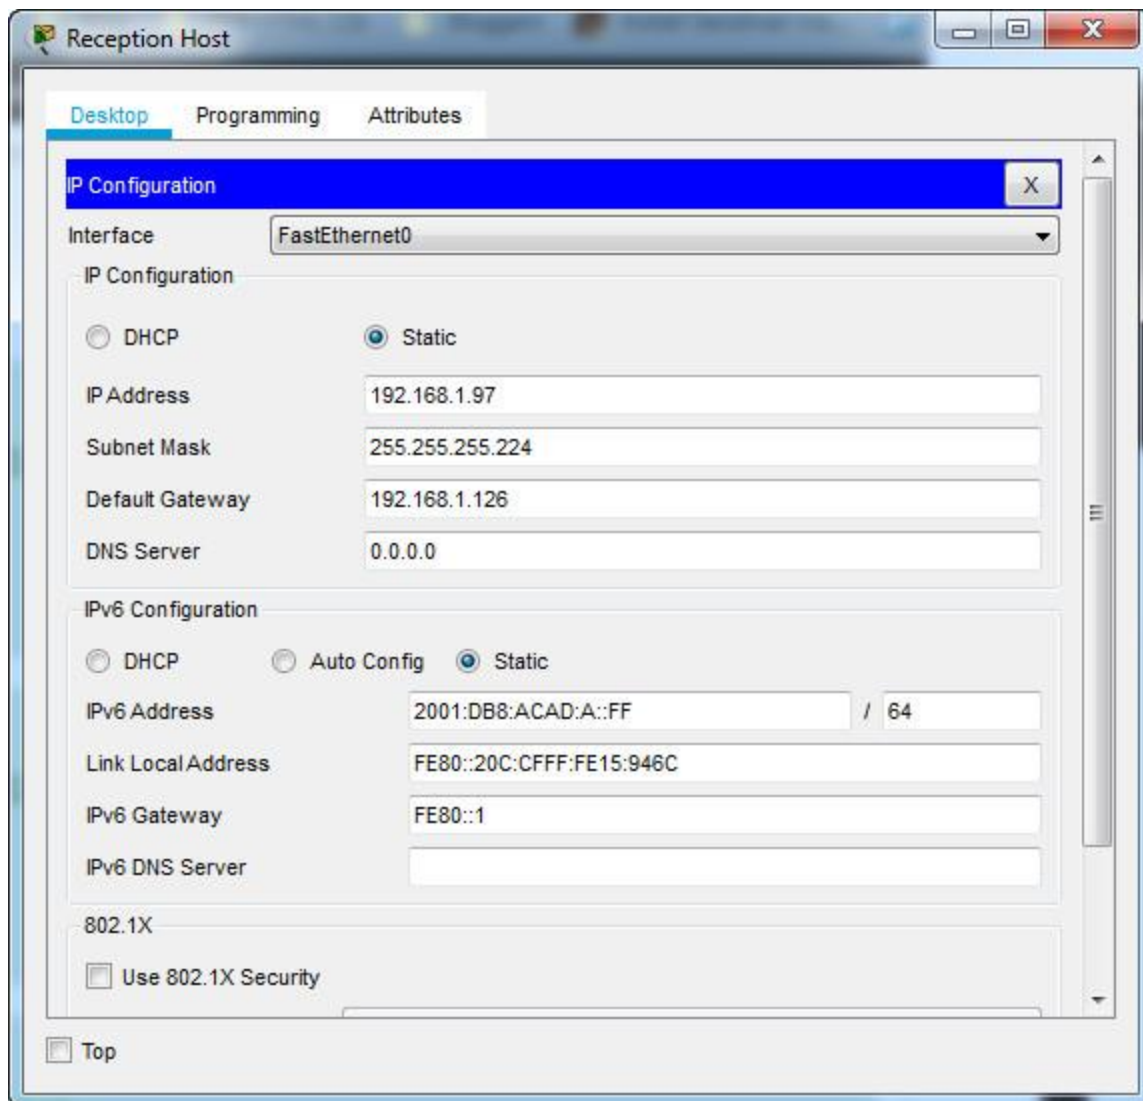 Reception Host
Desktop Programming Attributes
IP Configuration X
Interface FastEthernet0
IP Configuration
DHCP Static
IP Address 192.168.1.97
Subnet Mask 255.255.255.224
Default Gateway 192.168.1.126
DNS Server 0.0.0.0
IPv6 Configuration
DHCP Auto Config Static
IPv6 Address 2001:DB8:ACAD:A::FF / 64
Link Local Address FE80::20C:CFFF:FE15:946C
IPv6 Gateway FE80::1
IPv6 DNS Server
802.1X
Use 802.1X Security
Top